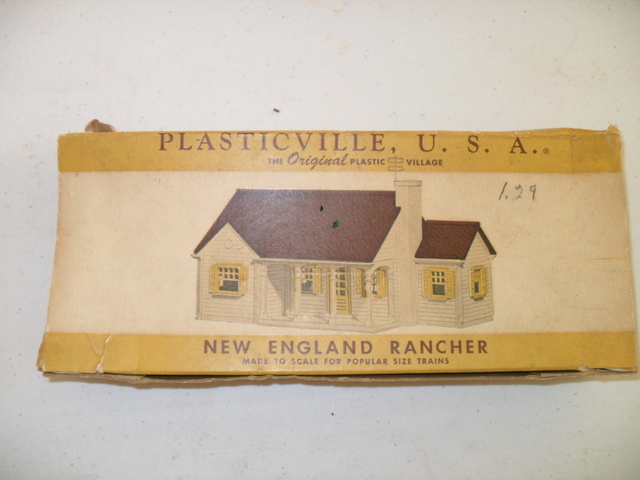 PLASTICVILLE, U. S. A.®
THE Original PLASTIC VILLAGE
1.29
NEW ENGLAND RANCHER
MADE TO SCALE FOR POPULAR SIZE TRAINS